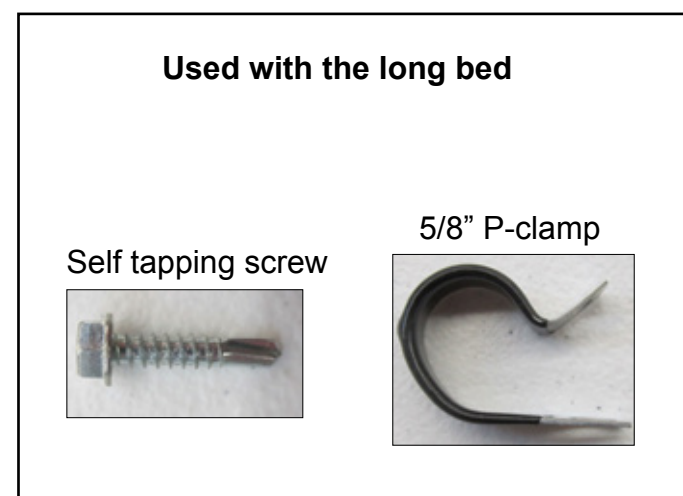 Used with the long bed
5/8” P-clamp
Self tapping screw